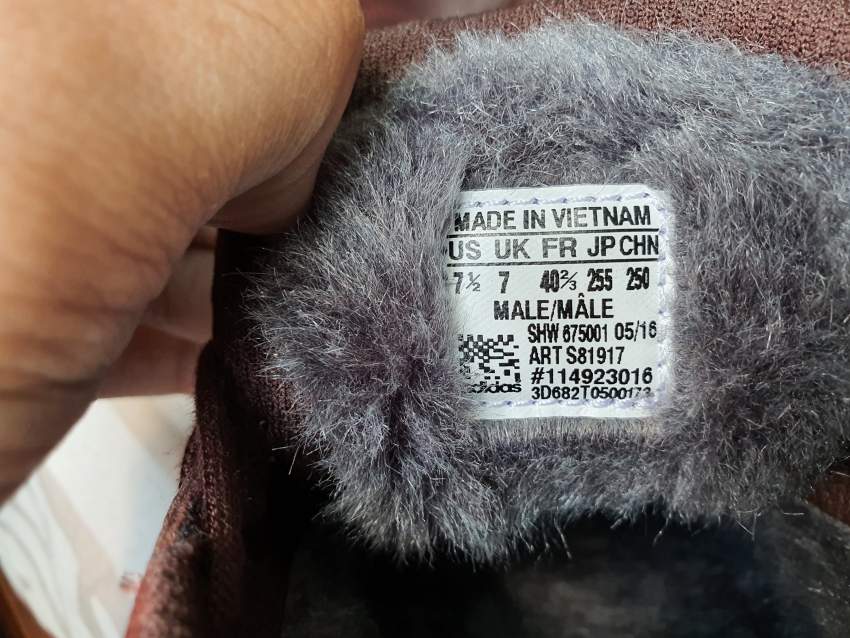 MADE IN VIETNAM
US UK FR JP CHN
7½ 7 40⅔ 255 250
MALE/MÂLE
SHW 675001 05/16
ART S81917
#114923016
adidas
3D682T0500173